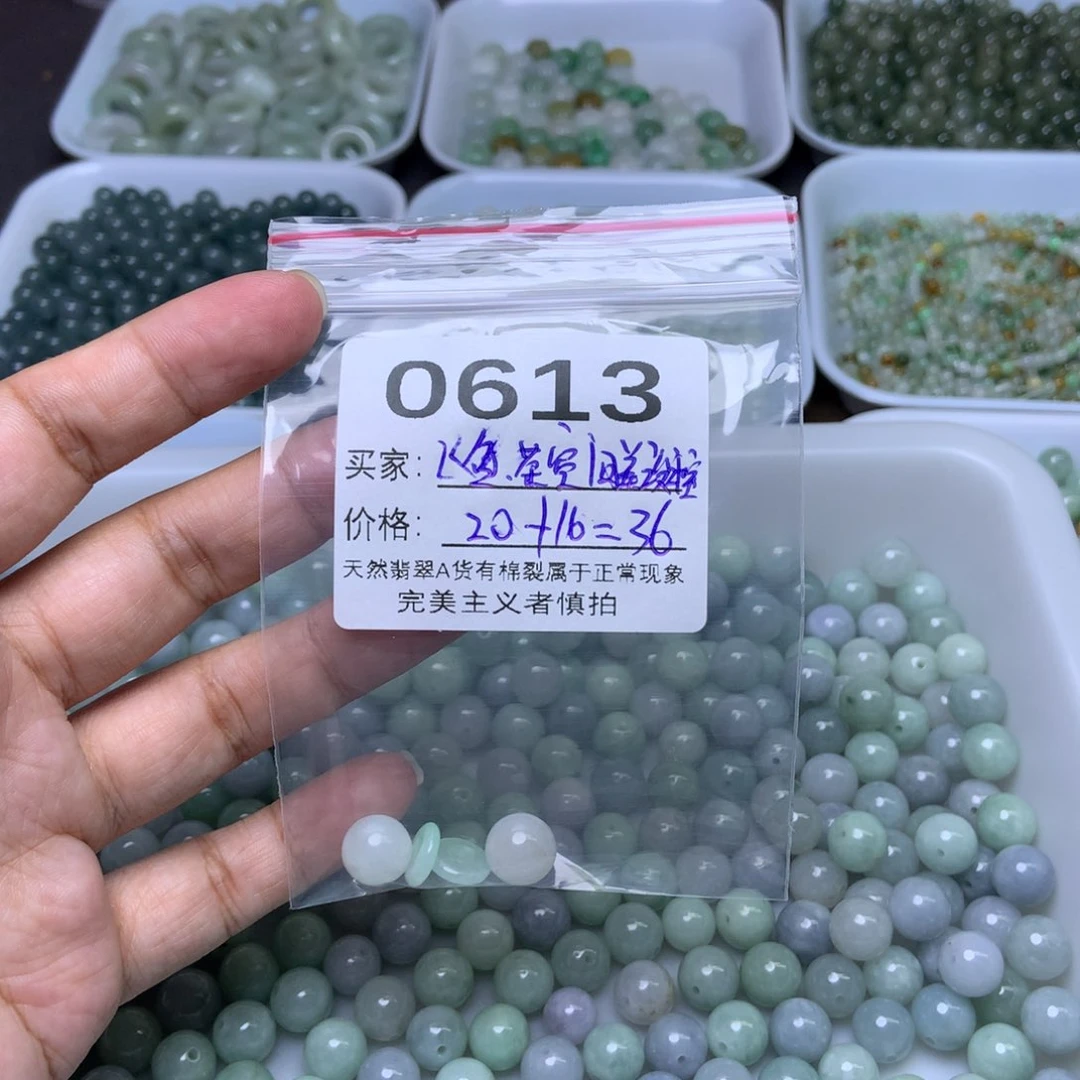 0613
买家:
价格: 20+16=36
天然翡翠A货有棉裂属于正常现象
完美主义者慎拍